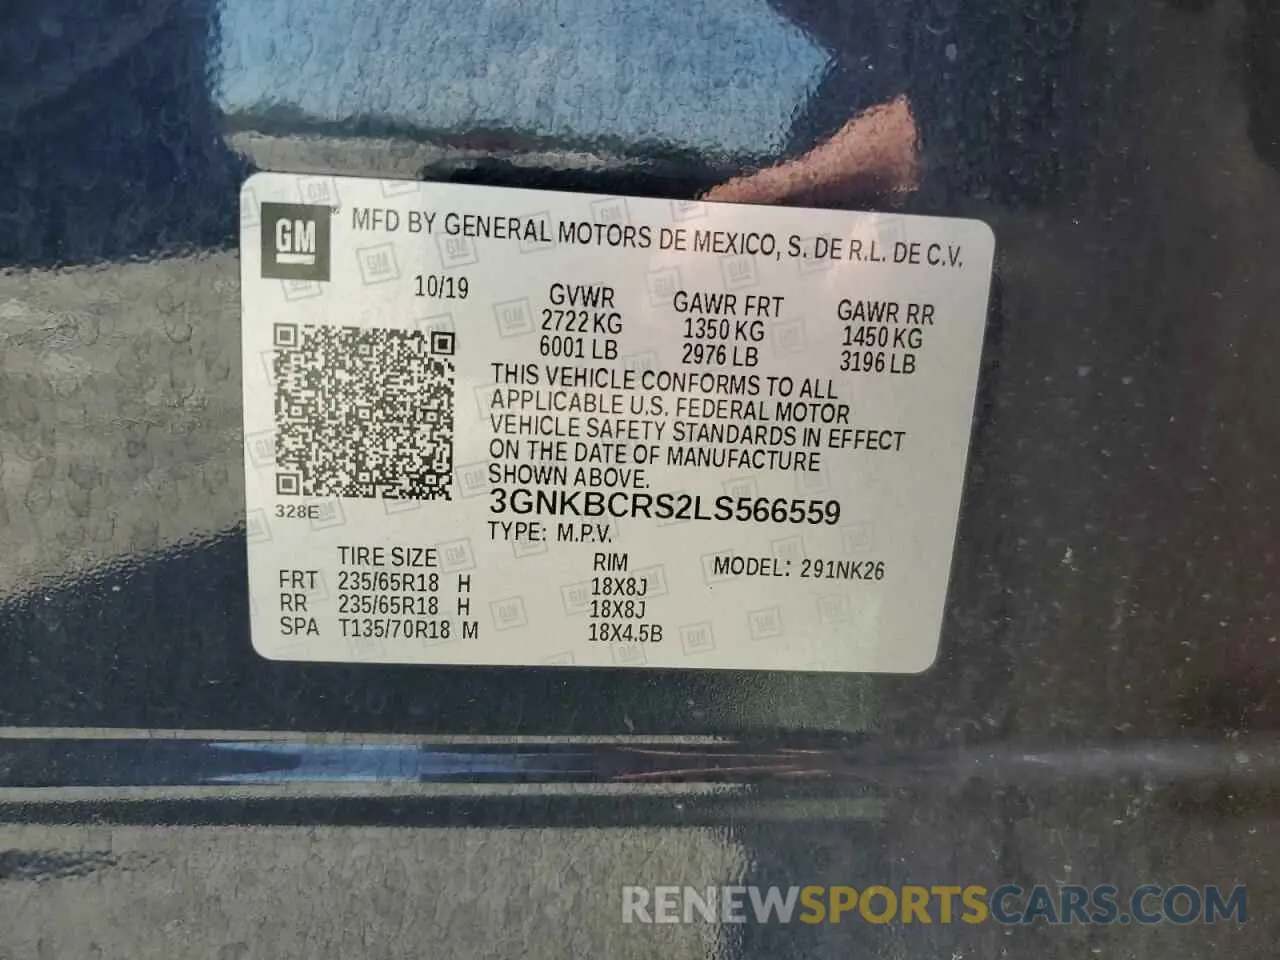 GM MFD BY GENERAL MOTORS DE MEXICO, S. DE R.L. DE C.V.
10/19 GVWR GAWR FRT GAWR RR
2722 KG 1350 KG 1450 KG
6001 LB 2976 LB 3196 LB
THIS VEHICLE CONFORMS TO ALL
APPLICABLE U.S. FEDERAL MOTOR
VEHICLE SAFETY STANDARDS IN EFFECT
ON THE DATE OF MANUFACTURE
SHOWN ABOVE.
3GNKBCRS2LS566559
328E
TYPE: M.P.V.
TIRE SIZE RIM MODEL: 291NK26
FRT 235/65R18 H 18X8J
RR 235/65R18 H 18X8J
SPA T135/70R18 M 18X4.5B
RENEWSPORTSCARS.COM